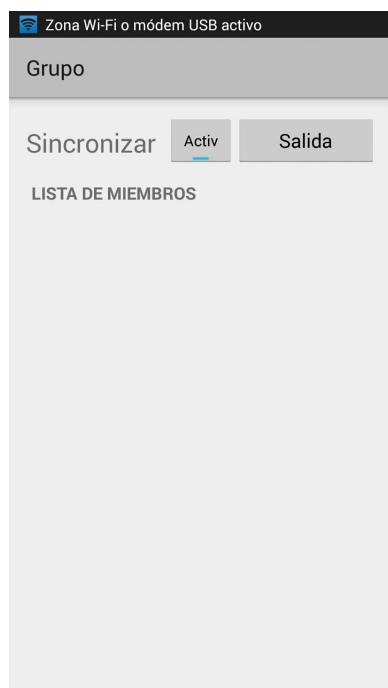 Zona Wi-Fi o módem USB activo
Grupo
Sincronizar Activ Salida
LISTA DE MIEMBROS